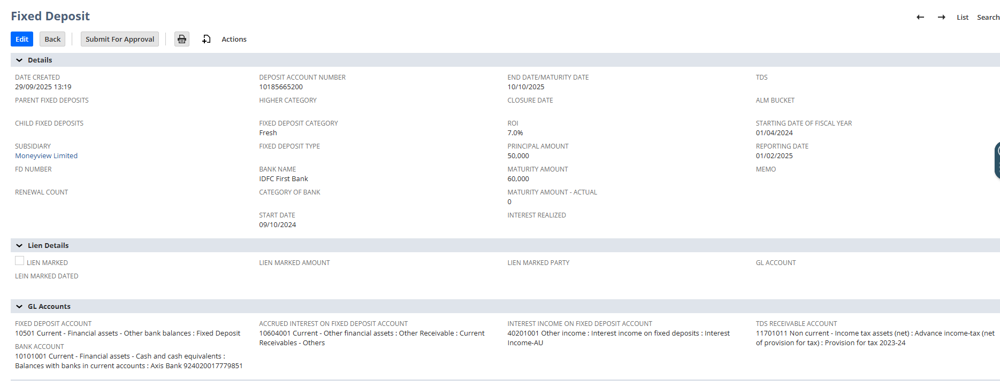 Fixed Deposit
List Search
Edit Back Submit For Approval Actions
Details
DATE CREATED
29/09/2025 13:19
PARENT FIXED DEPOSITS
CHILD FIXED DEPOSITS
SUBSIDIARY
Moneyview Limited
FD NUMBER
RENEWAL COUNT
DEPOSIT ACCOUNT NUMBER
10185665200
HIGHER CATEGORY
FIXED DEPOSIT CATEGORY
Fresh
FIXED DEPOSIT TYPE
BANK NAME
IDFC First Bank
CATEGORY OF BANK
START DATE
09/10/2024
END DATE/MATURITY DATE
10/10/2025
CLOSURE DATE
ROI
7.0%
PRINCIPAL AMOUNT
50,000
MATURITY AMOUNT
60,000
MATURITY AMOUNT - ACTUAL
0
INTEREST REALIZED
TDS
ALM BUCKET
STARTING DATE OF FISCAL YEAR
01/04/2024
REPORTING DATE
01/02/2025
MEMO
Lien Details
LIEN MARKED
LEIN MARKED DATED
LIEN MARKED AMOUNT
LIEN MARKED PARTY
GL ACCOUNT
GL Accounts
FIXED DEPOSIT ACCOUNT
10501 Current - Financial assets - Other bank balances : Fixed Deposit
BANK ACCOUNT
10101001 Current - Financial assets - Cash and cash equivalents :
Balances with banks in current accounts : Axis Bank 924020017779851
ACCRUED INTEREST ON FIXED DEPOSIT ACCOUNT
10604001 Current - Other financial assets : Other Receivable : Current
Receivables - Others
INTEREST INCOME ON FIXED DEPOSIT ACCOUNT
40201001 Other income : Interest income on fixed deposits : Interest
Income-AU
TDS RECEIVABLE ACCOUNT
11701011 Non current - Income tax assets (net) : Advance income-tax (net
of provision for tax) : Provision for tax 2023-24